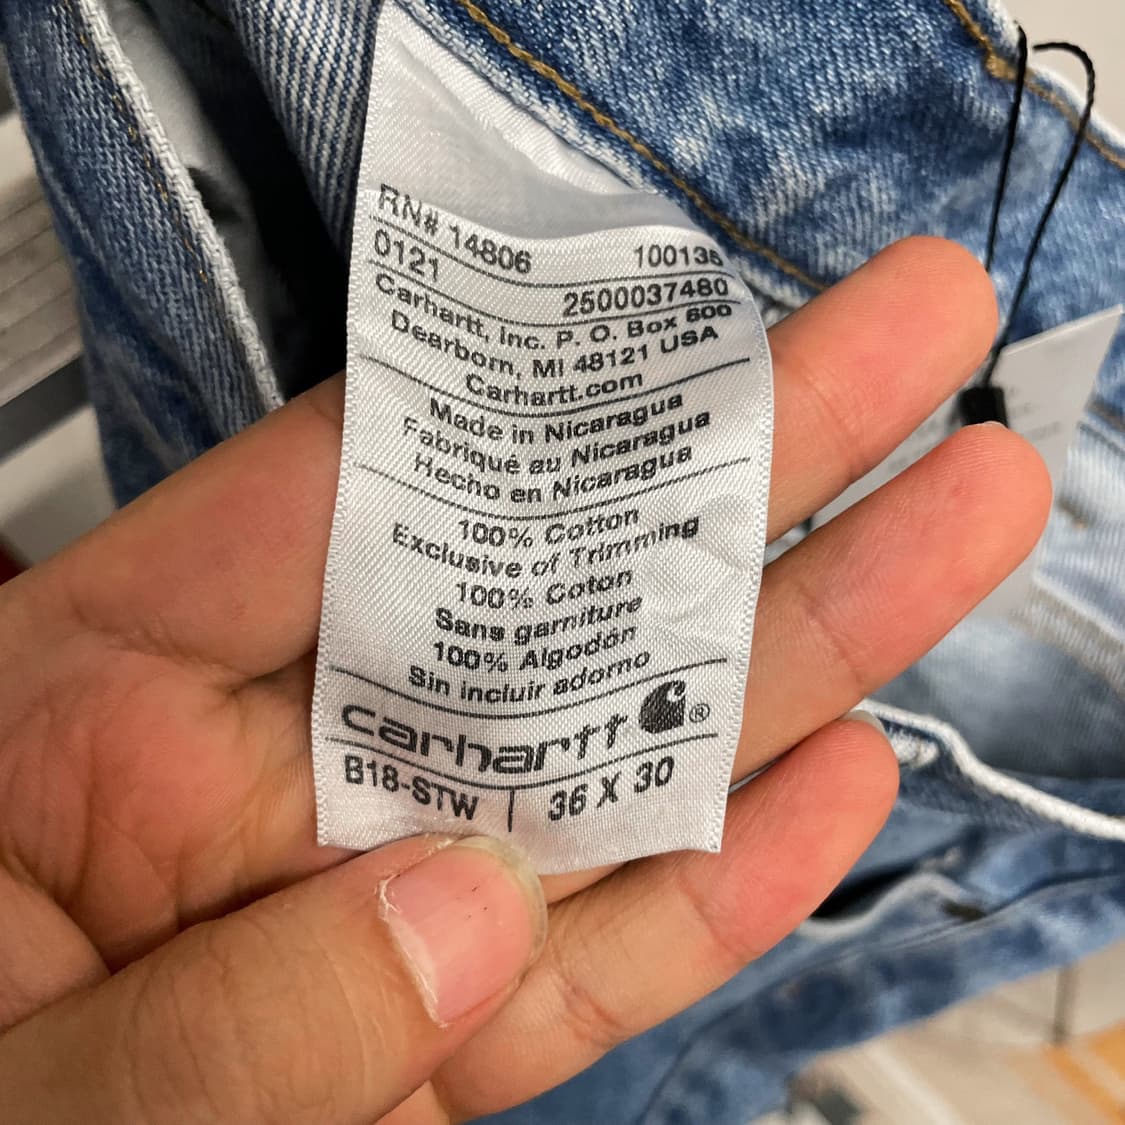 RN# 14806 100136
0121 2500037480
Carhartt, Inc. P. O. Box 600
Dearborn, MI 48121 USA
Carhartt.com
Made in Nicaragua
Fabriqué au Nicaragua
Hecho en Nicaragua
100% Cotton
Exclusive of Trimming
100% Coton
Sans garniture
100% Algodón
Sin incluir adorno
carhartt ®
B18-STW | 36 X 30